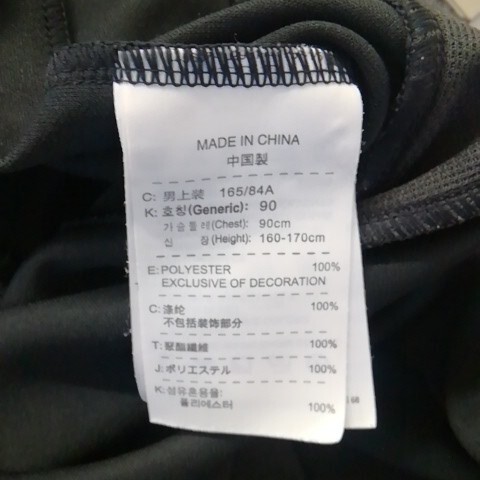 MADE IN CHINA
中国製
C: 男上装 165/84A
K: 호칭(Generic): 90
가슴둘레(Chest): 90cm
신 장(Height): 160-170cm
E: POLYESTER 100%
EXCLUSIVE OF DECORATION
C: 涤纶 100%
不包括装饰部分
T: 聚酯纖維 100%
J: ポリエステル 100%
K: 섬유혼용율:
폴리에스터 100%